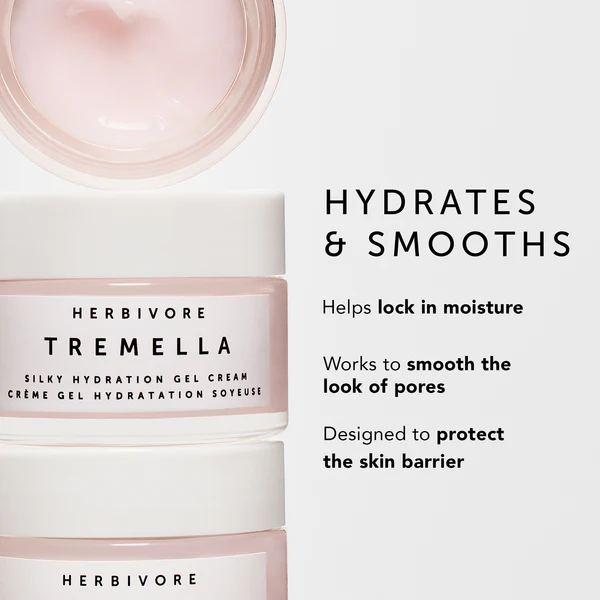 HERBIVORE
TREMELLA
SILKY HYDRATION GEL CREAM
CRÈME GEL HYDRATATION SOYEUSE
HERBIVORE
HYDRATES
& SMOOTHS
Helps lock in moisture
Works to smooth the
look of pores
Designed to protect
the skin barrier